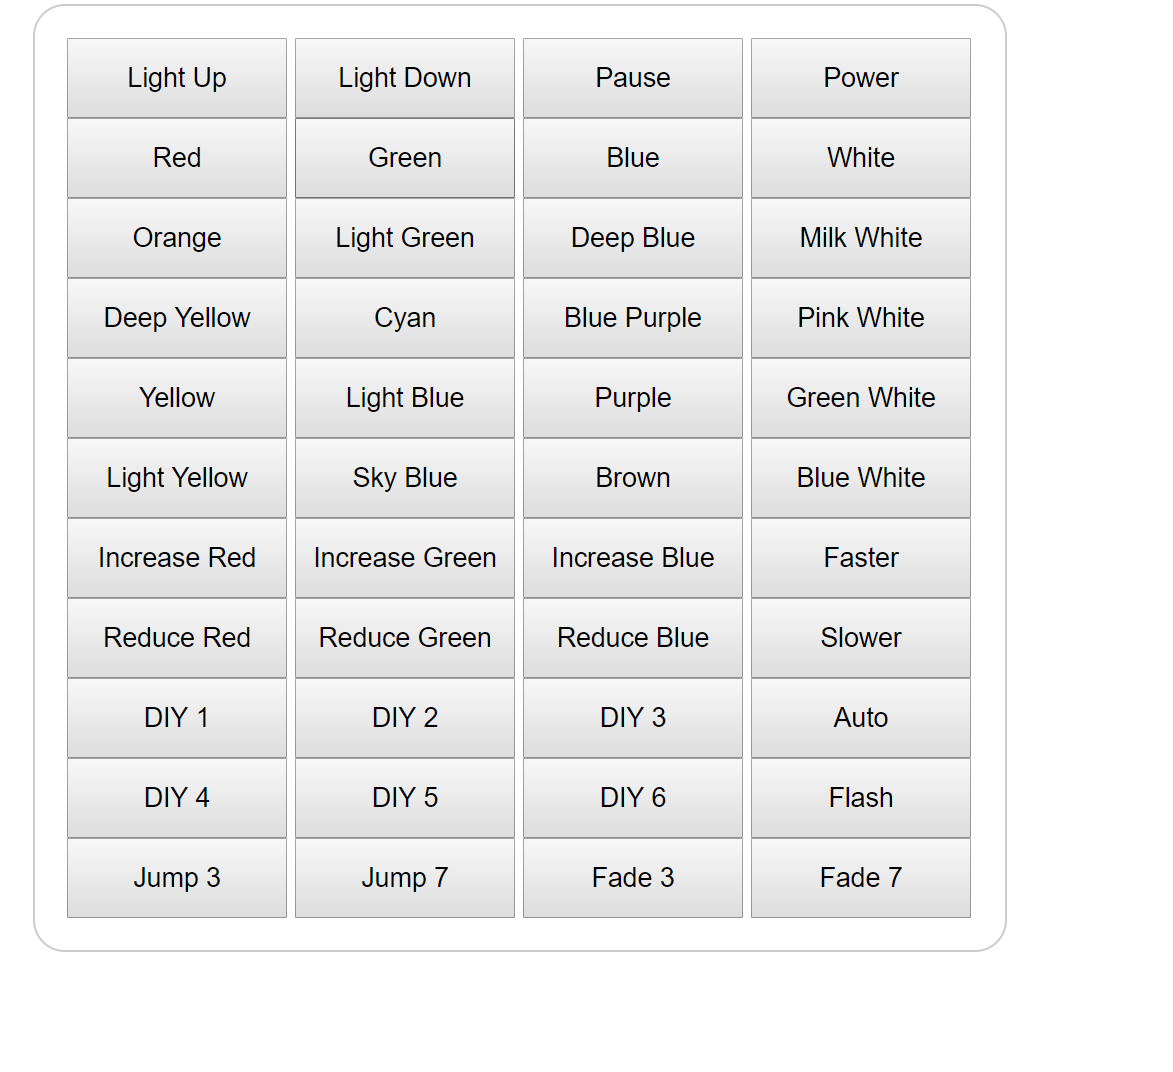 Light Up Light Down Pause Power
Red Green Blue White
Orange Light Green Deep Blue Milk White
Deep Yellow Cyan Blue Purple Pink White
Yellow Light Blue Purple Green White
Light Yellow Sky Blue Brown Blue White
Increase Red Increase Green Increase Blue Faster
Reduce Red Reduce Green Reduce Blue Slower
DIY 1 DIY 2 DIY 3 Auto
DIY 4 DIY 5 DIY 6 Flash
Jump 3 Jump 7 Fade 3 Fade 7